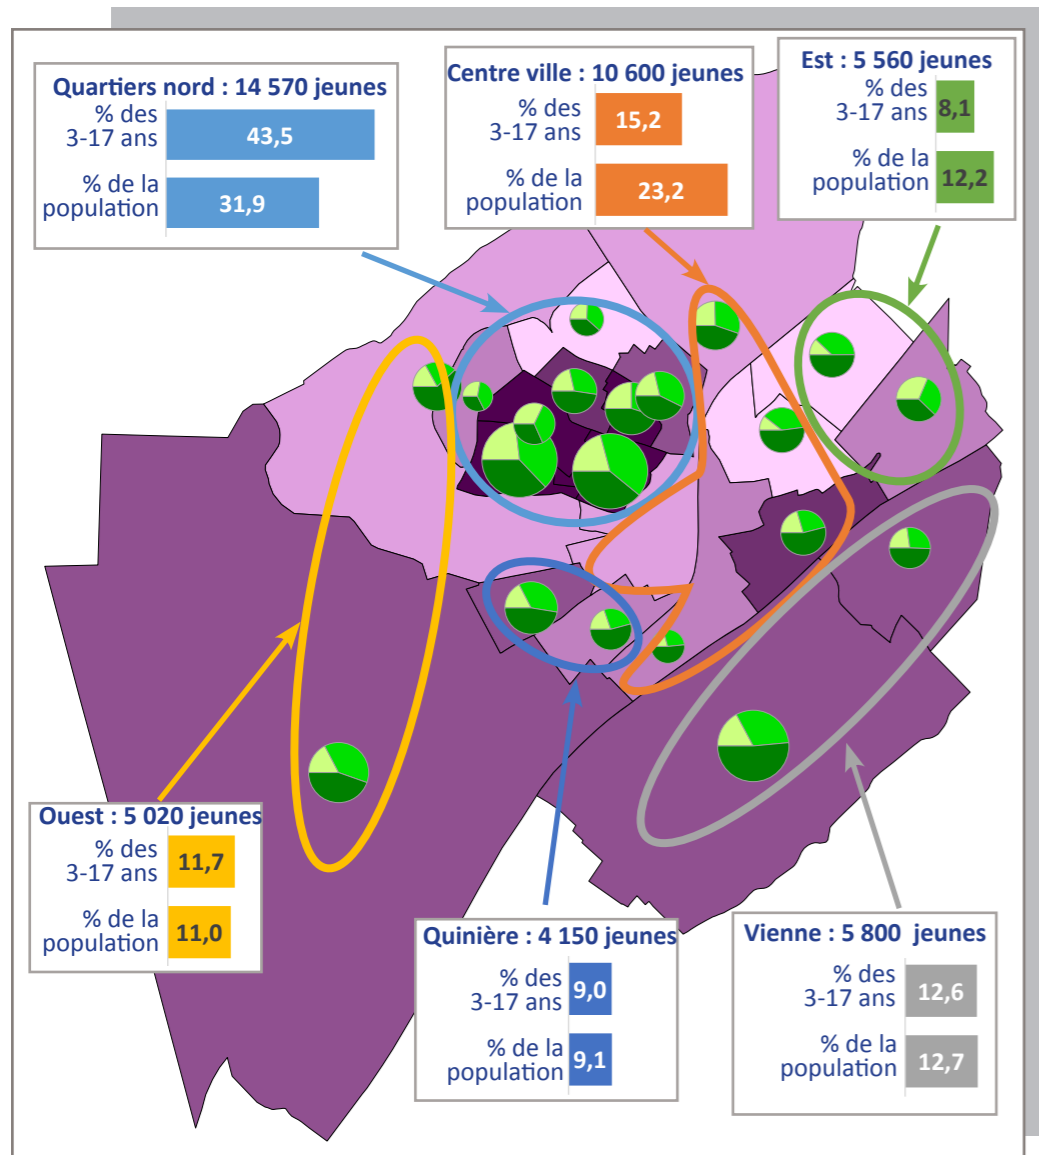 Quartiers nord : 14 570 jeunes
% des
3-17 ans
43,5
% de la
population
31,9
Centre ville : 10 600 jeunes
% des
3-17 ans
15,2
% de la
population
23,2
Est : 5 560 jeunes
% des
3-17 ans
8,1
% de la
population
12,2
Ouest : 5 020 jeunes
% des
3-17 ans
11,7
% de la
population
11,0
Quinière : 4 150 jeunes
% des
3-17 ans
9,0
% de la
population
9,1
Vienne : 5 800 jeunes
% des
3-17 ans
12,6
% de la
population
12,7